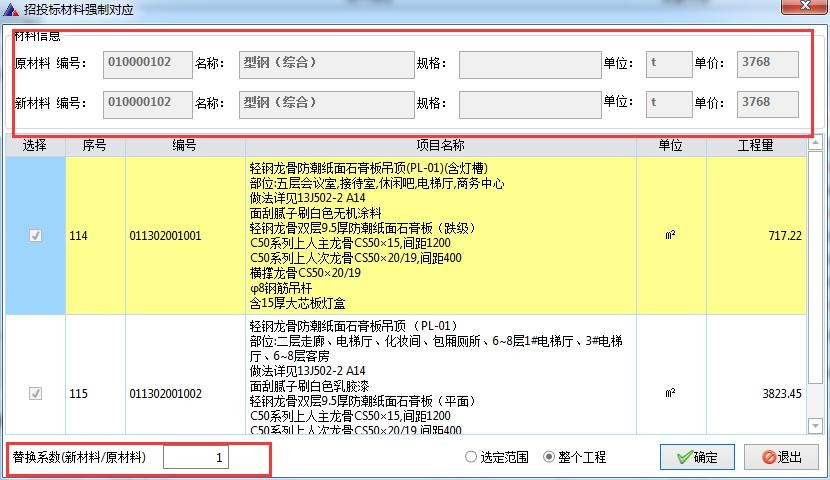 招投标材料强制对应
材料信息
原材料 编号： 010000102 名称： 型钢（综合） 规格： 单位： t 单价： 3768
新材料 编号： 010000102 名称： 型钢（综合） 规格： 单位： t 单价： 3768
选择 序号 编号 项目名称 单位 工程量
114 011302001001
轻钢龙骨防潮纸面石膏板吊顶(PL-01)(含灯槽)
部位:五层会议室,接待室,休闲吧,电梯厅,商务中心
做法详见13J502-2 A14
面刮腻子刷白色无机涂料
轻钢龙骨双层9.5厚防潮纸面石膏板（跌级）
C50系列上人主龙骨CS50×15,间距1200
C50系列上人次龙骨CS50×20/19,间距400
横撑龙骨CS50×20/19
φ8钢筋吊杆
含15厚大芯板灯盒
m² 717.22
115 011302001002
轻钢龙骨防潮纸面石膏板吊顶 （PL-01）
部位:二层走廊、电梯厅、化妆间、包厢厕所、6~8层1#电梯厅、3#电梯
厅、6~8层客房
做法详见13J502-2 A14
面刮腻子刷白色乳胶漆
轻钢龙骨双层9.5厚防潮纸面石膏板（平面）
C50系列上人主龙骨CS50×15,间距1200
C50系列上人次龙骨CS50×20/19,间距400
m² 3823.45
替换系数(新材料/原材料) 1 选定范围 整个工程 确定 退出